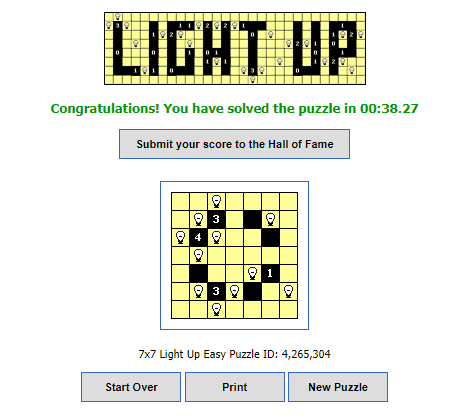 LIGHT UP
Congratulations! You have solved the puzzle in 00:38.27
Submit your score to the Hall of Fame
3
4
1
3
7x7 Light Up Easy Puzzle ID: 4,265,304
Start Over Print New Puzzle